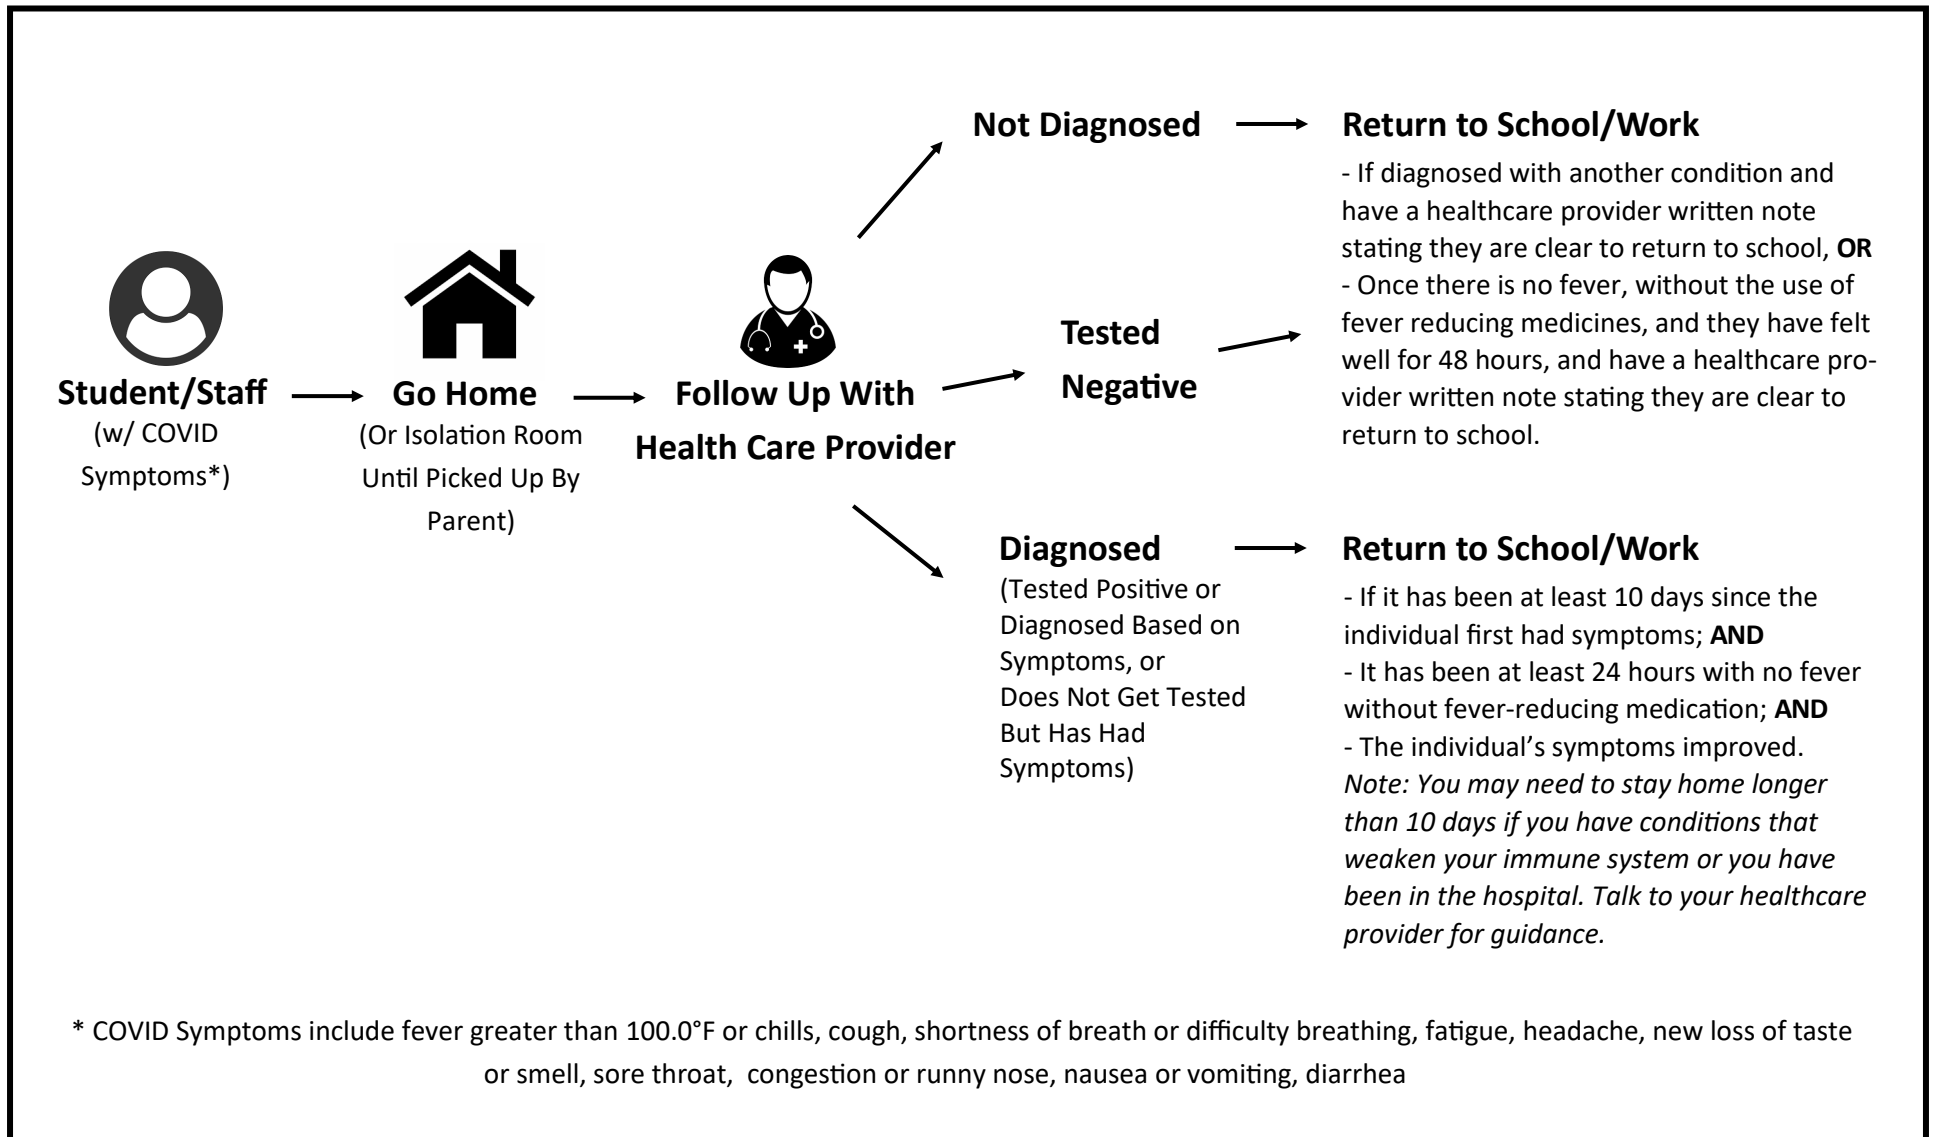 Student/Staff
(w/ COVID
Symptoms*)
Go Home
(Or Isolation Room
Until Picked Up By
Parent)
Follow Up With
Health Care Provider
Not Diagnosed
Return to School/Work
- If diagnosed with another condition and
have a healthcare provider written note
stating they are clear to return to school, OR
- Once there is no fever, without the use of
fever reducing medicines, and they have felt
well for 48 hours, and have a healthcare pro-
vider written note stating they are clear to
return to school.
Tested
Negative
Diagnosed
(Tested Positive or
Diagnosed Based on
Symptoms, or
Does Not Get Tested
But Has Had
Symptoms)
Return to School/Work
- If it has been at least 10 days since the
individual first had symptoms; AND
- It has been at least 24 hours with no fever
without fever-reducing medication; AND
- The individual’s symptoms improved.
Note: You may need to stay home longer
than 10 days if you have conditions that
weaken your immune system or you have
been in the hospital. Talk to your healthcare
provider for guidance.
* COVID Symptoms include fever greater than 100.0°F or chills, cough, shortness of breath or difficulty breathing, fatigue, headache, new loss of taste
or smell, sore throat, congestion or runny nose, nausea or vomiting, diarrhea